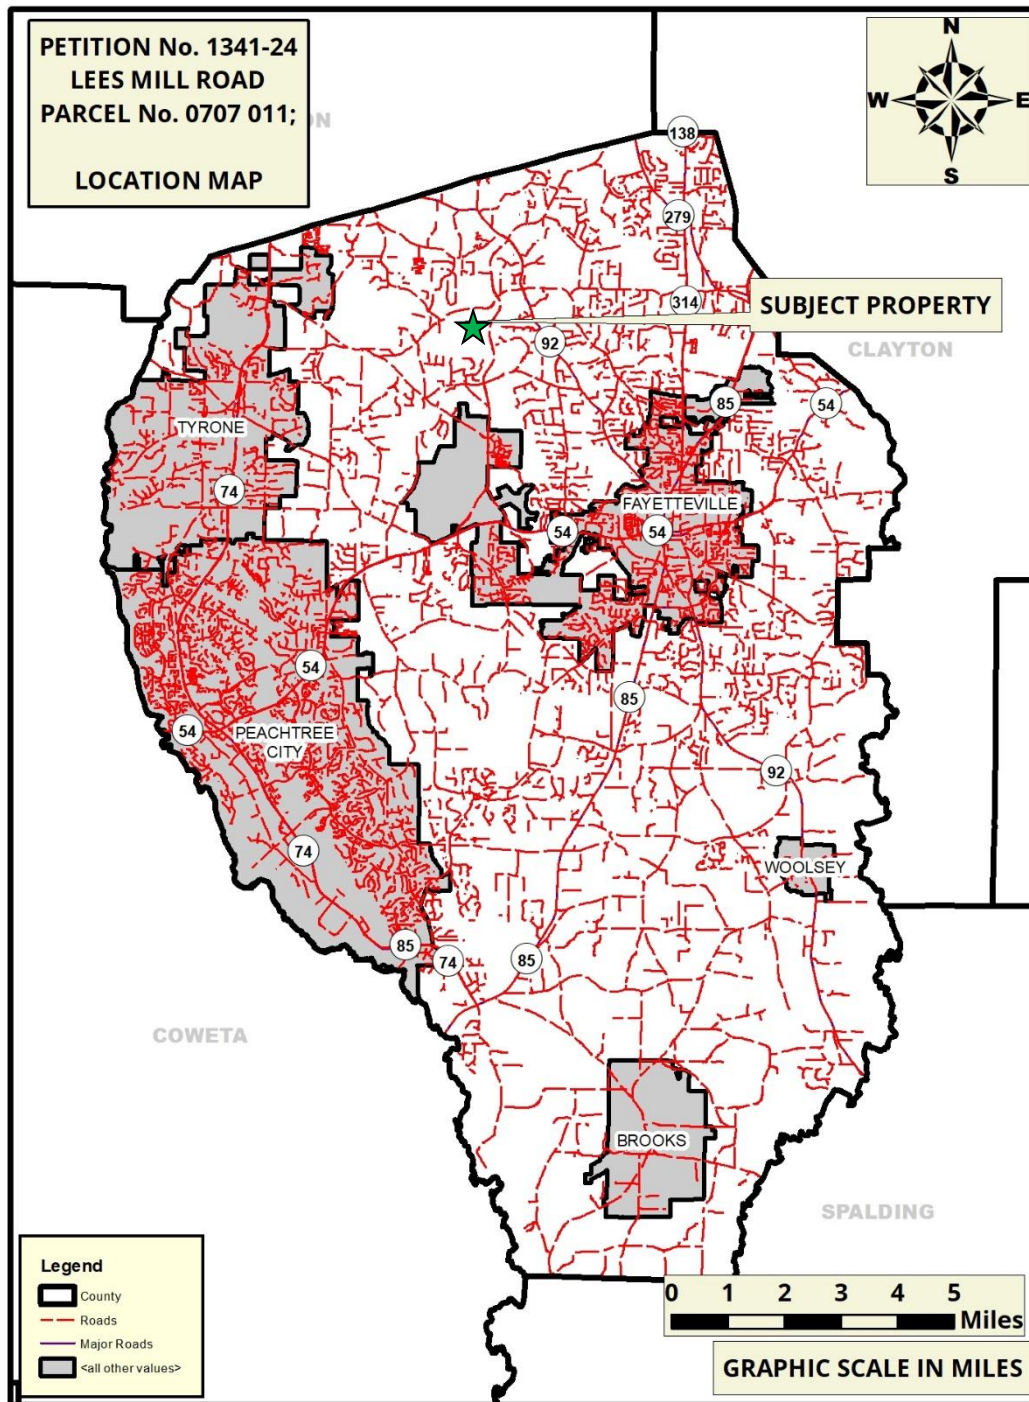 PETITION No. 1341-24
LEES MILL ROAD
PARCEL No. 0707 011;
LOCATION MAP
ON
N
W
E
S
138
279
314
SUBJECT PROPERTY
92
CLAYTON
85
54
TYRONE
74
FAYETTEVILLE
54
54
54
85
54
PEACHTREE
CITY
92
74
WOOLSEY
85
74
85
COWETA
BROOKS
SPALDING
Legend
County
Roads
Major Roads
<all other values>
0 1 2 3 4 5
Miles
GRAPHIC SCALE IN MILES